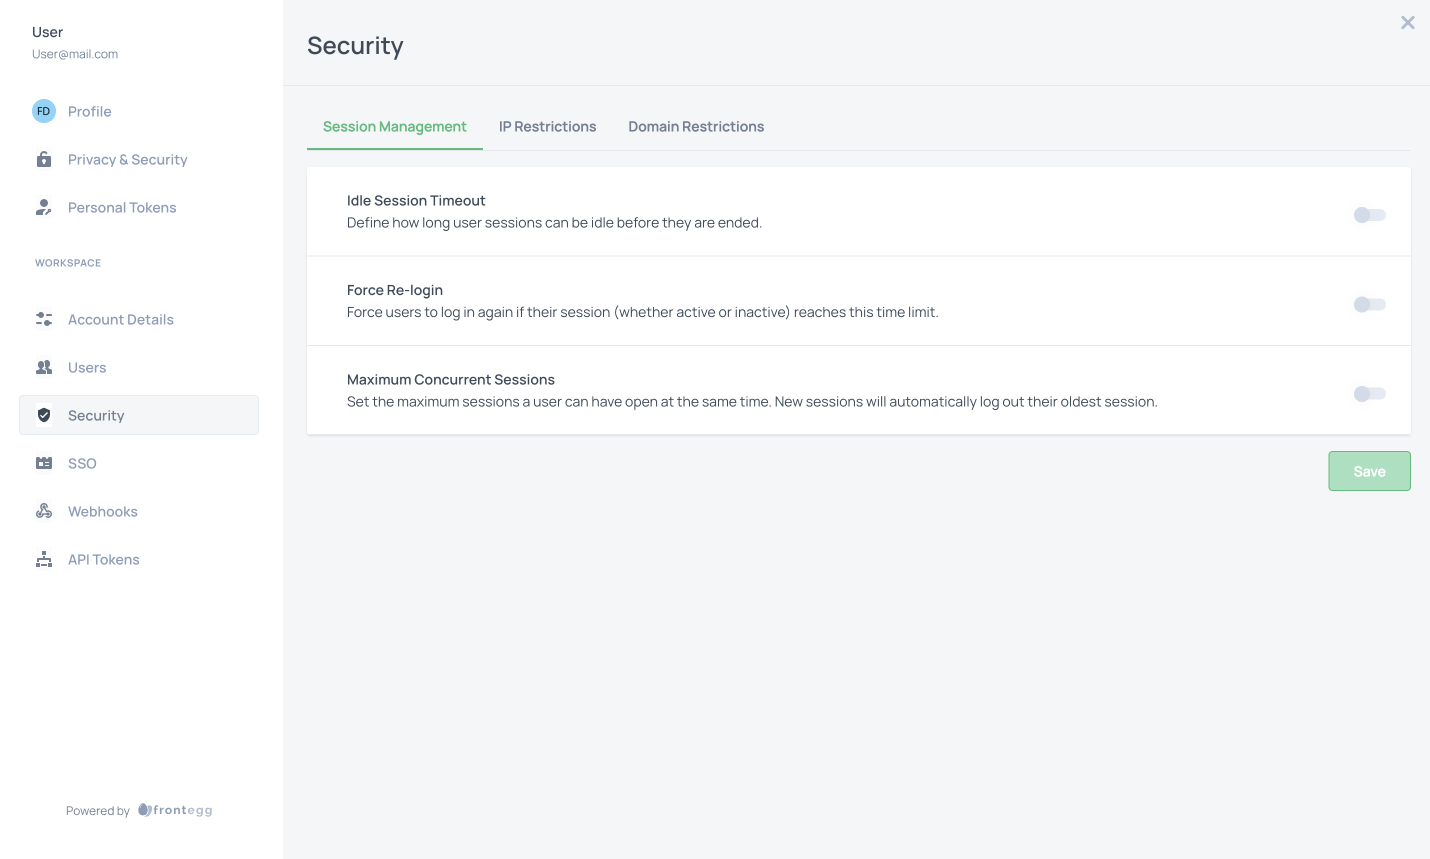 User
User@mail.com
FD Profile
Privacy & Security
Personal Tokens
WORKSPACE
Account Details
Users
Security
SSO
Webhooks
API Tokens
Powered by frontegg
Security
Session Management IP Restrictions Domain Restrictions
Idle Session Timeout
Define how long user sessions can be idle before they are ended.
Force Re-login
Force users to log in again if their session (whether active or inactive) reaches this time limit.
Maximum Concurrent Sessions
Set the maximum sessions a user can have open at the same time. New sessions will automatically log out their oldest session.
Save